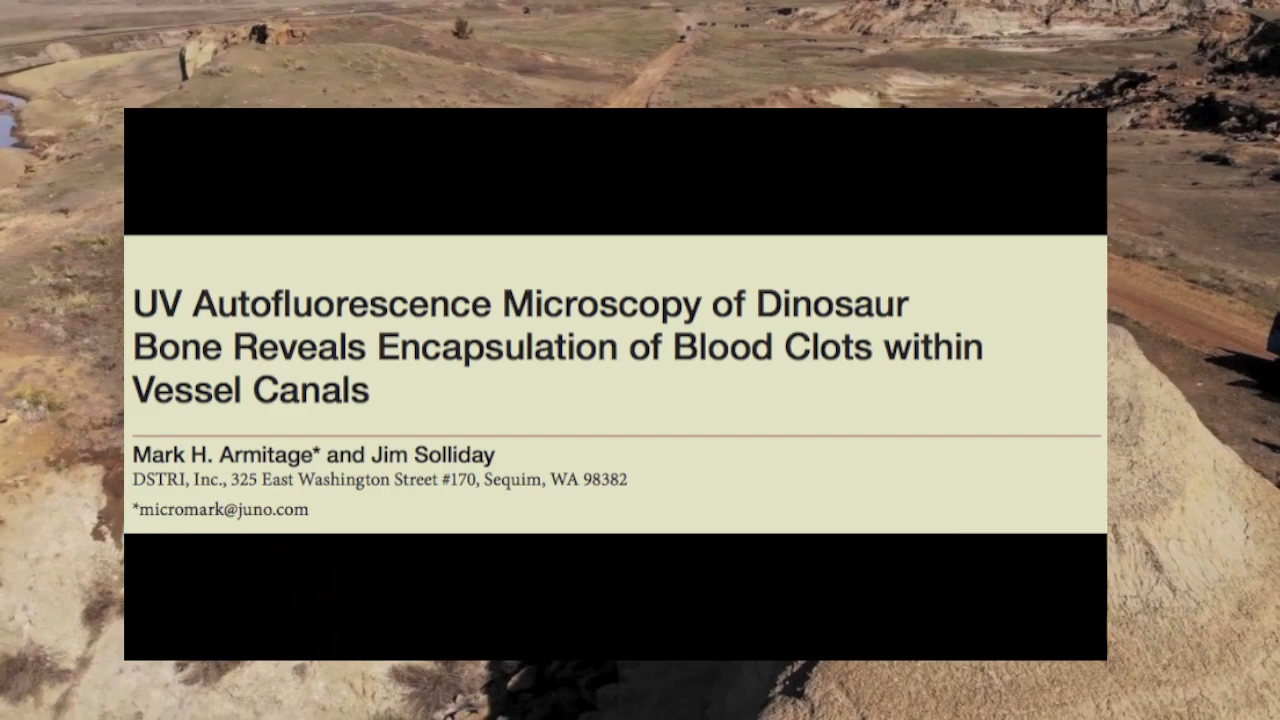 UV Autofluorescence Microscopy of Dinosaur
Bone Reveals Encapsulation of Blood Clots within
Vessel Canals
Mark H. Armitage* and Jim Solliday
DSTRI, Inc., 325 East Washington Street #170, Sequim, WA 98382
*micromark@juno.com